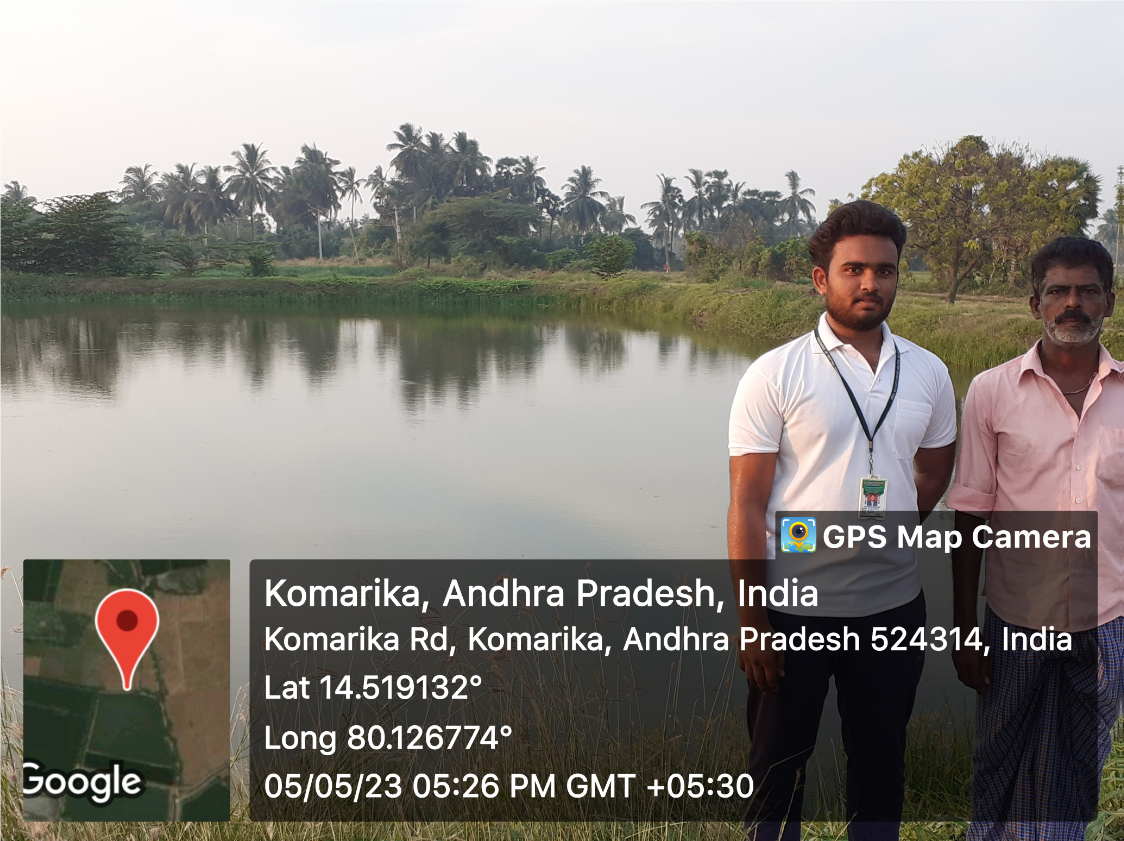 GPS Map Camera
Komarika, Andhra Pradesh, India
Komarika Rd, Komarika, Andhra Pradesh 524314, India
Lat 14.519132°
Long 80.126774°
05/05/23 05:26 PM GMT +05:30
Google